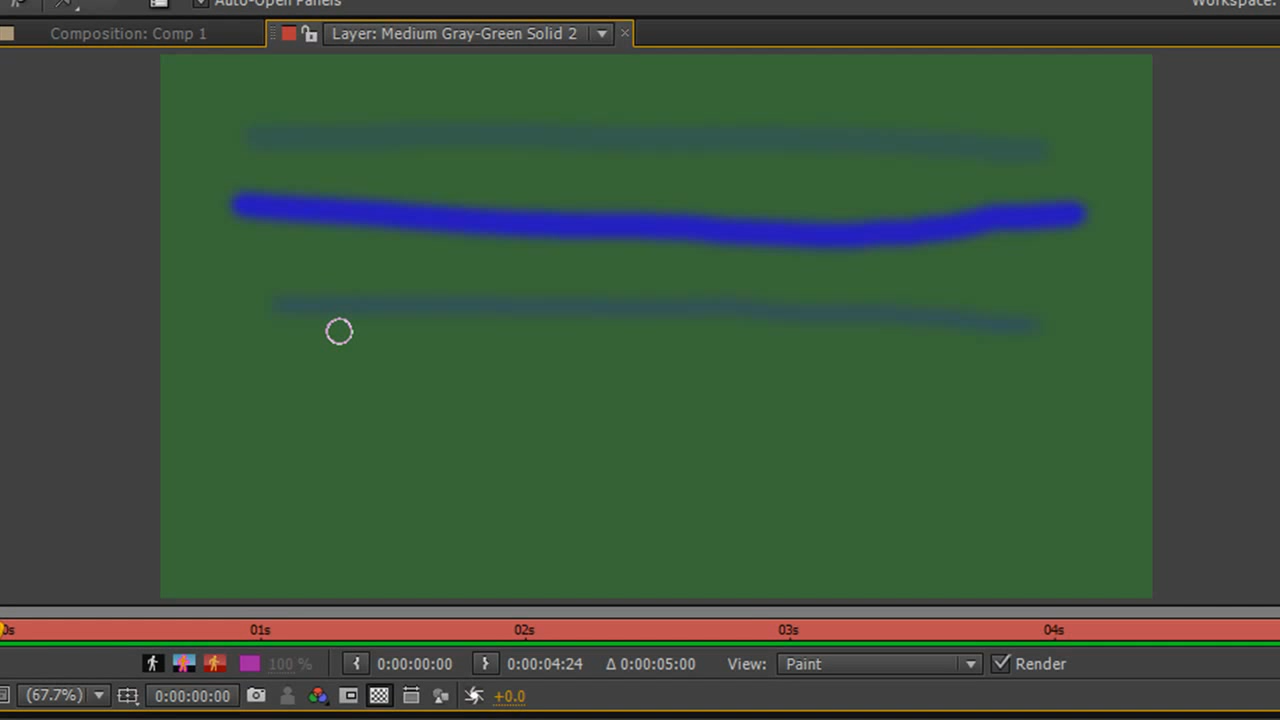 Auto-Open Panels Workspace:
Composition: Comp 1 Layer: Medium Gray-Green Solid 2
0s 01s 02s 03s 04s
100 % 0:00:00:00 0:00:04:24 Δ 0:00:05:00 View: Paint Render
(67.7%) 0:00:00:00 +0.0